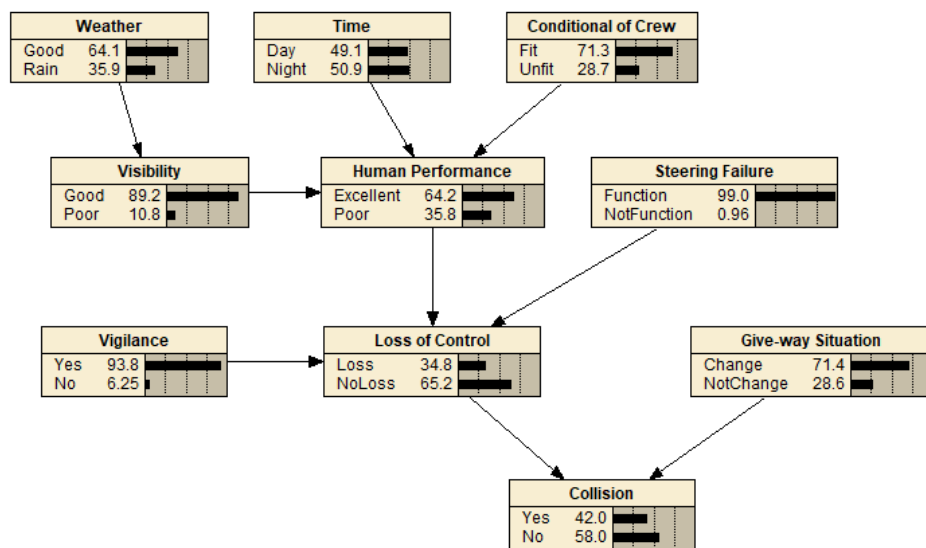 Weather
Good 64.1
Rain 35.9
Time
Day 49.1
Night 50.9
Conditional of Crew
Fit 71.3
Unfit 28.7
Visibility
Good 89.2
Poor 10.8
Human Performance
Excellent 64.2
Poor 35.8
Steering Failure
Function 99.0
NotFunction 0.96
Vigilance
Yes 93.8
No 6.25
Loss of Control
Loss 34.8
NoLoss 65.2
Give-way Situation
Change 71.4
NotChange 28.6
Collision
Yes 42.0
No 58.0